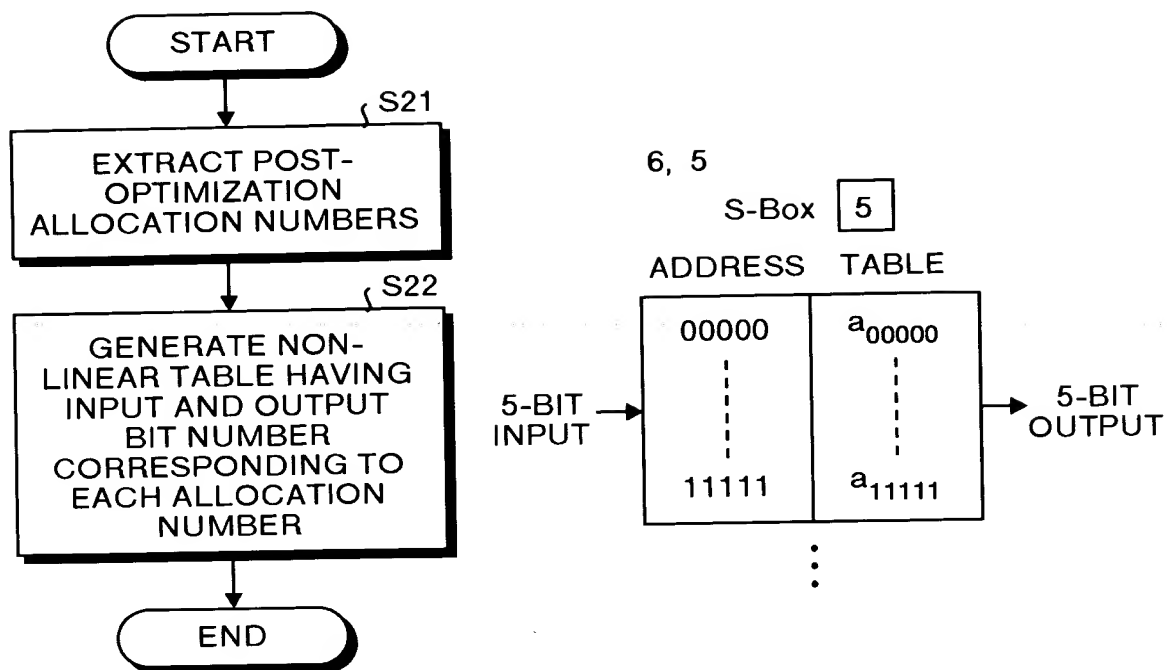 START
S21
EXTRACT POST-
OPTIMIZATION
ALLOCATION NUMBERS
S22
GENERATE NON-
LINEAR TABLE HAVING
INPUT AND OUTPUT
BIT NUMBER
CORRESPONDING TO
EACH ALLOCATION
NUMBER
END
6, 5
S-Box 5
ADDRESS TABLE
00000 a00000
5-BIT
INPUT
5-BIT
OUTPUT
11111 a11111